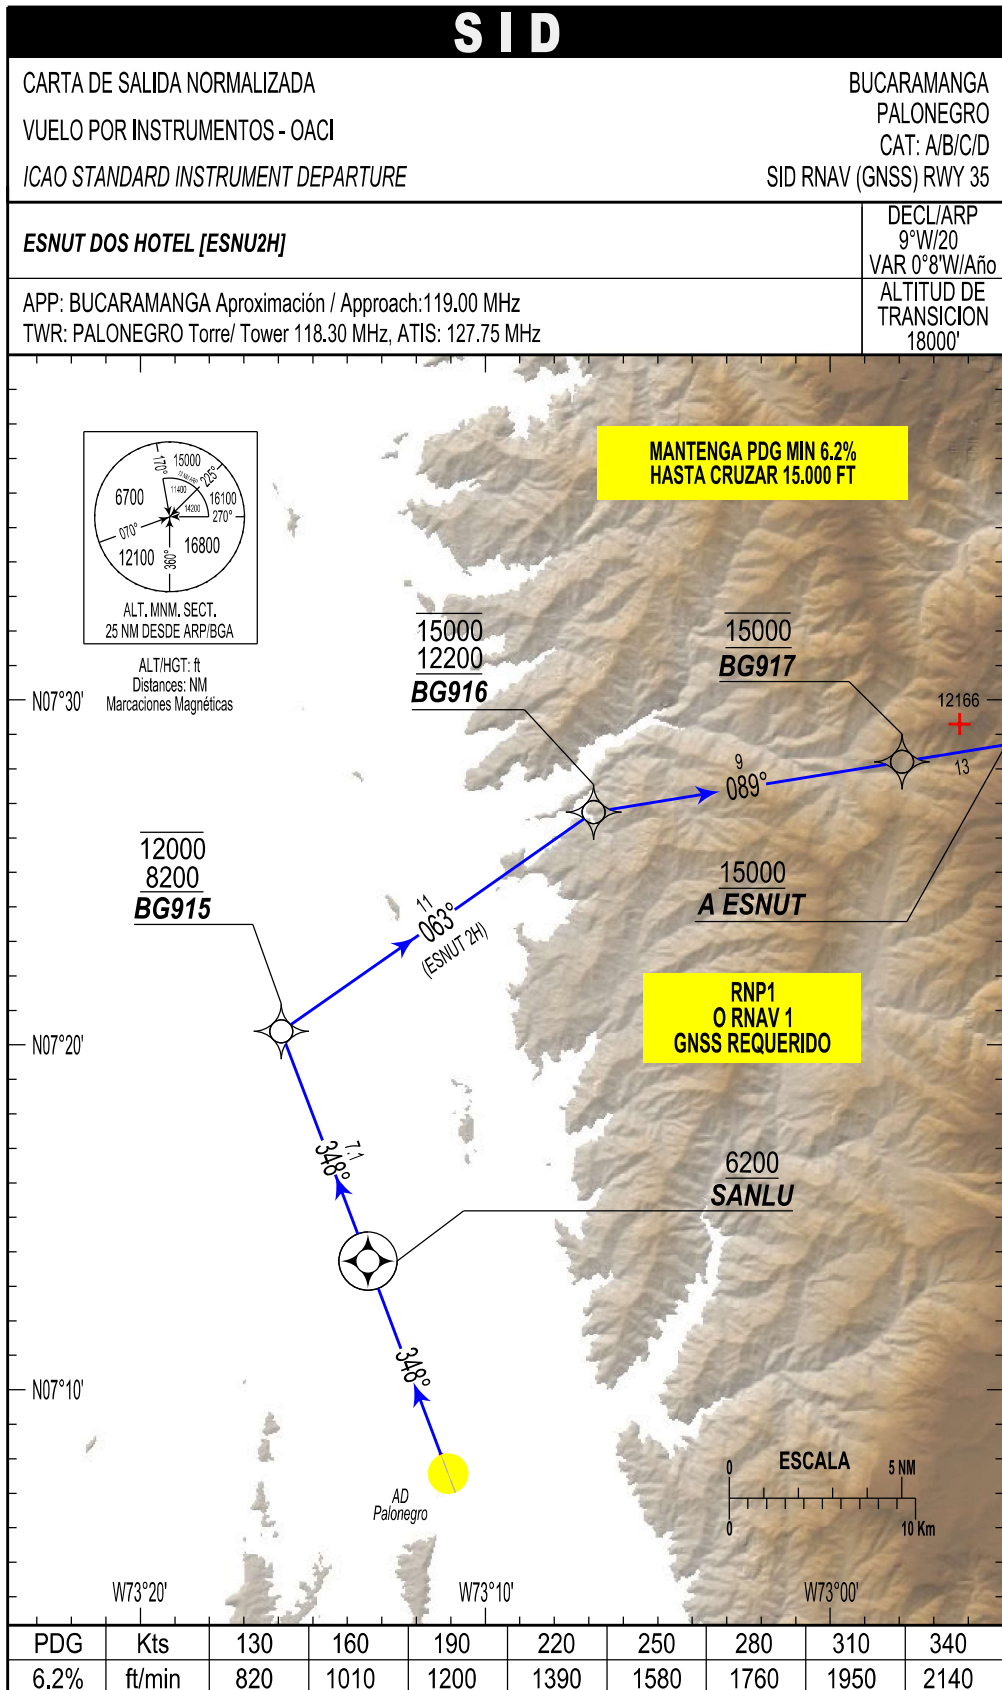 SID
CARTA DE SALIDA NORMALIZADA
VUELO POR INSTRUMENTOS - OACI
ICAO STANDARD INSTRUMENT DEPARTURE
BUCARAMANGA
PALONEGRO
CAT: A/B/C/D
SID RNAV (GNSS) RWY 35
ESNUT DOS HOTEL [ESNU2H]
DECL/ARP
9°W/20
VAR 0°8'W/Año
APP: BUCARAMANGA Aproximación / Approach:119.00 MHz
TWR: PALONEGRO Torre/ Tower 118.30 MHz, ATIS: 127.75 MHz
ALTITUD DE
TRANSICION
18000'
MANTENGA PDG MIN 6.2%
HASTA CRUZAR 15.000 FT
170°
15000
225°
6700
11400
16100
14200
270°
070°
12100
360°
16800
ALT. MNM. SECT.
25 NM DESDE ARP/BGA
ALT/HGT: ft
Distances: NM
Marcaciones Magnéticas
15000
12200
BG916
15000
BG917
N07°30'
12166
9
089°
13
12000
8200
BG915
15000
A ESNUT
11
063°
(ESNUT 2H)
RNP1
O RNAV 1
GNSS REQUERIDO
N07°20'
7.1
348°
6200
SANLU
348°
N07°10'
AD
Palonegro
ESCALA
0
5 NM
0
10 Km
W73°20'
W73°10'
W73°00'
PDG Kts 130 160 190 220 250 280 310 340
6.2% ft/min 820 1010 1200 1390 1580 1760 1950 2140